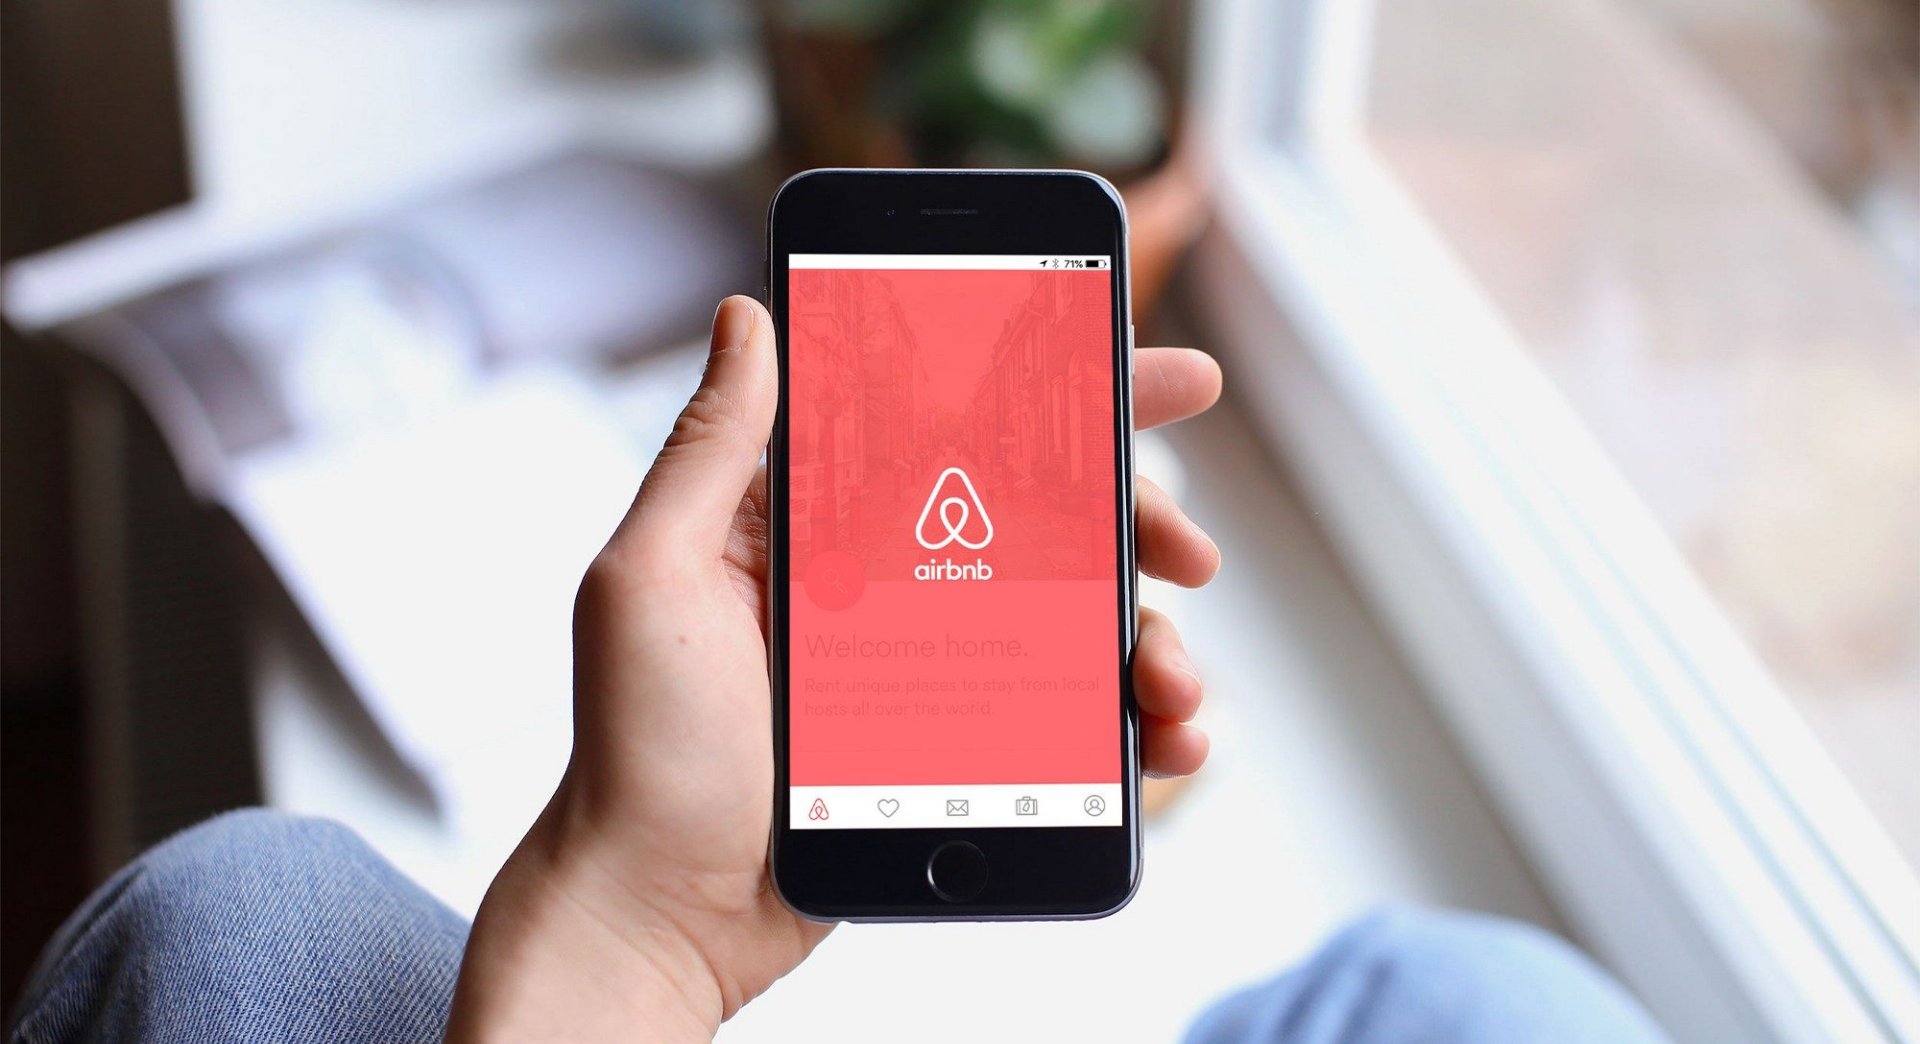 71%
airbnb
Welcome home.
Rent unique places to stay from local
hosts all over the world.